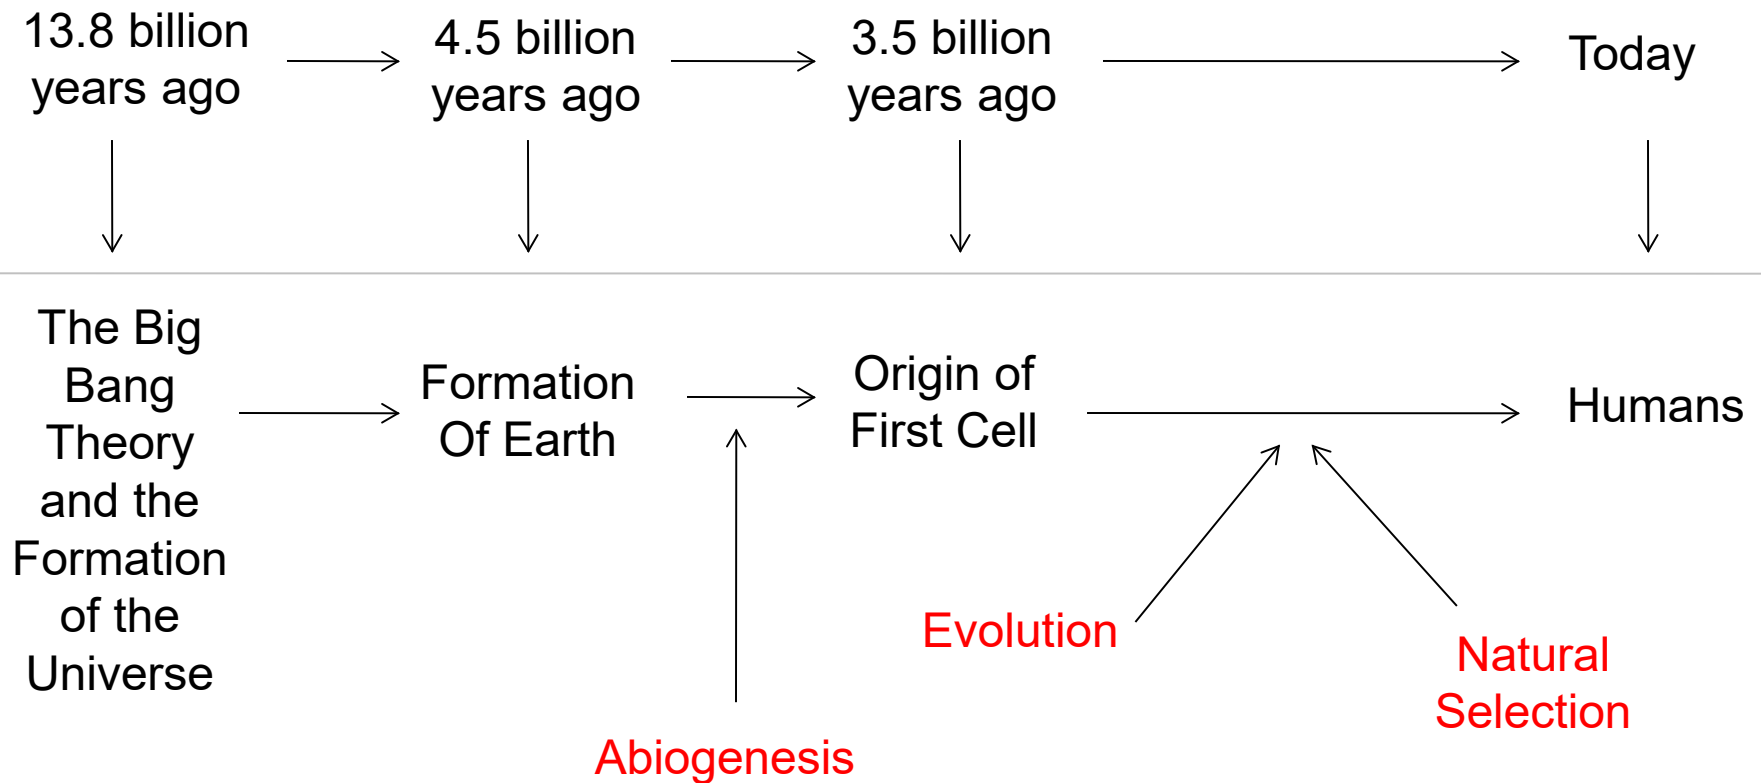 13.8 billion
years ago
4.5 billion
years ago
3.5 billion
years ago
Today
The Big
Bang
Theory
and the
Formation
of the
Universe
Formation
Of Earth
Origin of
First Cell
Humans
Evolution
Natural
Selection
Abiogenesis